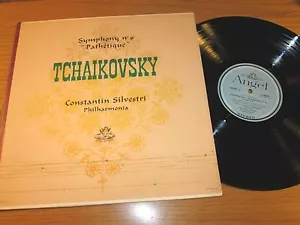 Symphony Nº 6
"Pathétique"
TCHAIKOVSKY
Constantin Silvestri
Philharmonia
Angel